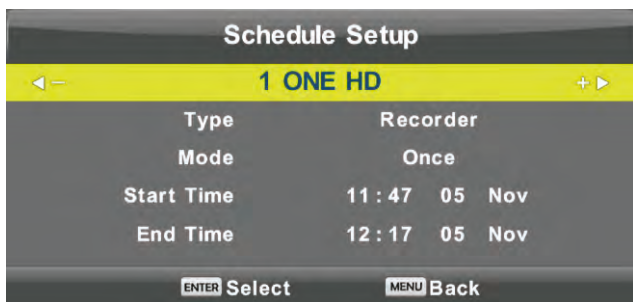 Schedule Setup
1 ONE HD
Type Recorder
Mode Once
Start Time 11:47 05 Nov
End Time 12:17 05 Nov
ENTER Select MENU Back